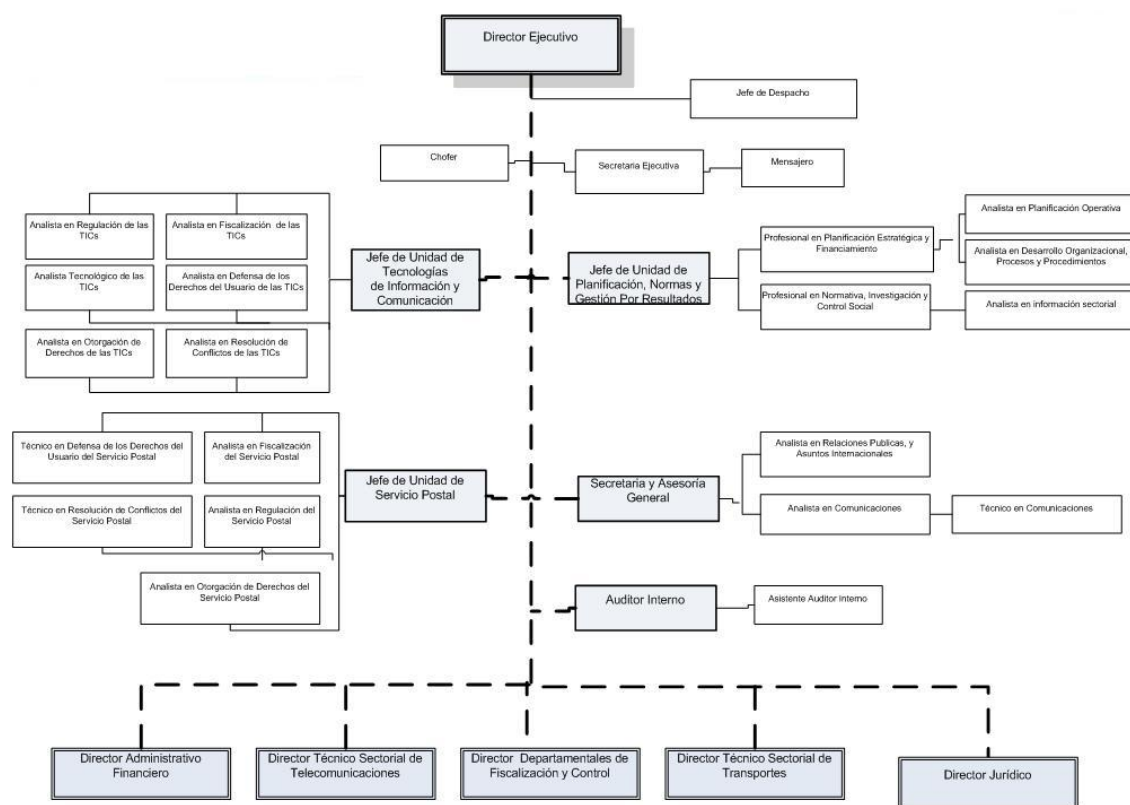 Director Ejecutivo
Jefe de Despacho
Chofer
Secretaria Ejecutiva
Mensajero
Analista en Regulación de las
TICs
Analista en Fiscalización de las
TICs
Analista Tecnológico de las
TICs
Analista en Defensa de los
Derechos del Usuario de las TICs
Analista en Otorgación de
Derechos de las TICs
Analista en Resolución de
Conflictos de las TICs
Jefe de Unidad de
Tecnologías
de Información y
Comunicación
Jefe de Unidad de
Planificación, Normas y
Gestión Por Resultados
Profesional en Planificación Estratégica y
Financiamiento
Profesional en Normativa, Investigación y
Control Social
Analista en Planificación Operativa
Analista en Desarrollo Organizacional,
Procesos y Procedimientos
Analista en información sectorial
Técnico en Defensa de los Derechos del
Usuario del Servicio Postal
Analista en Fiscalización
del Servicio Postal
Técnico en Resolución de Conflictos del
Servicio Postal
Analista en Regulación del
Servicio Postal
Analista en Otorgación de Derechos del
Servicio Postal
Jefe de Unidad de
Servicio Postal
Secretaria y Asesoría
General
Analista en Relaciones Publicas, y
Asuntos Internacionales
Analista en Comunicaciones
Técnico en Comunicaciones
Auditor Interno
Asistente Auditor Interno
Director Administrativo
Financiero
Director Técnico Sectorial de
Telecomunicaciones
Director Departamentales de
Fiscalización y Control
Director Técnico Sectorial de
Transportes
Director Jurídico